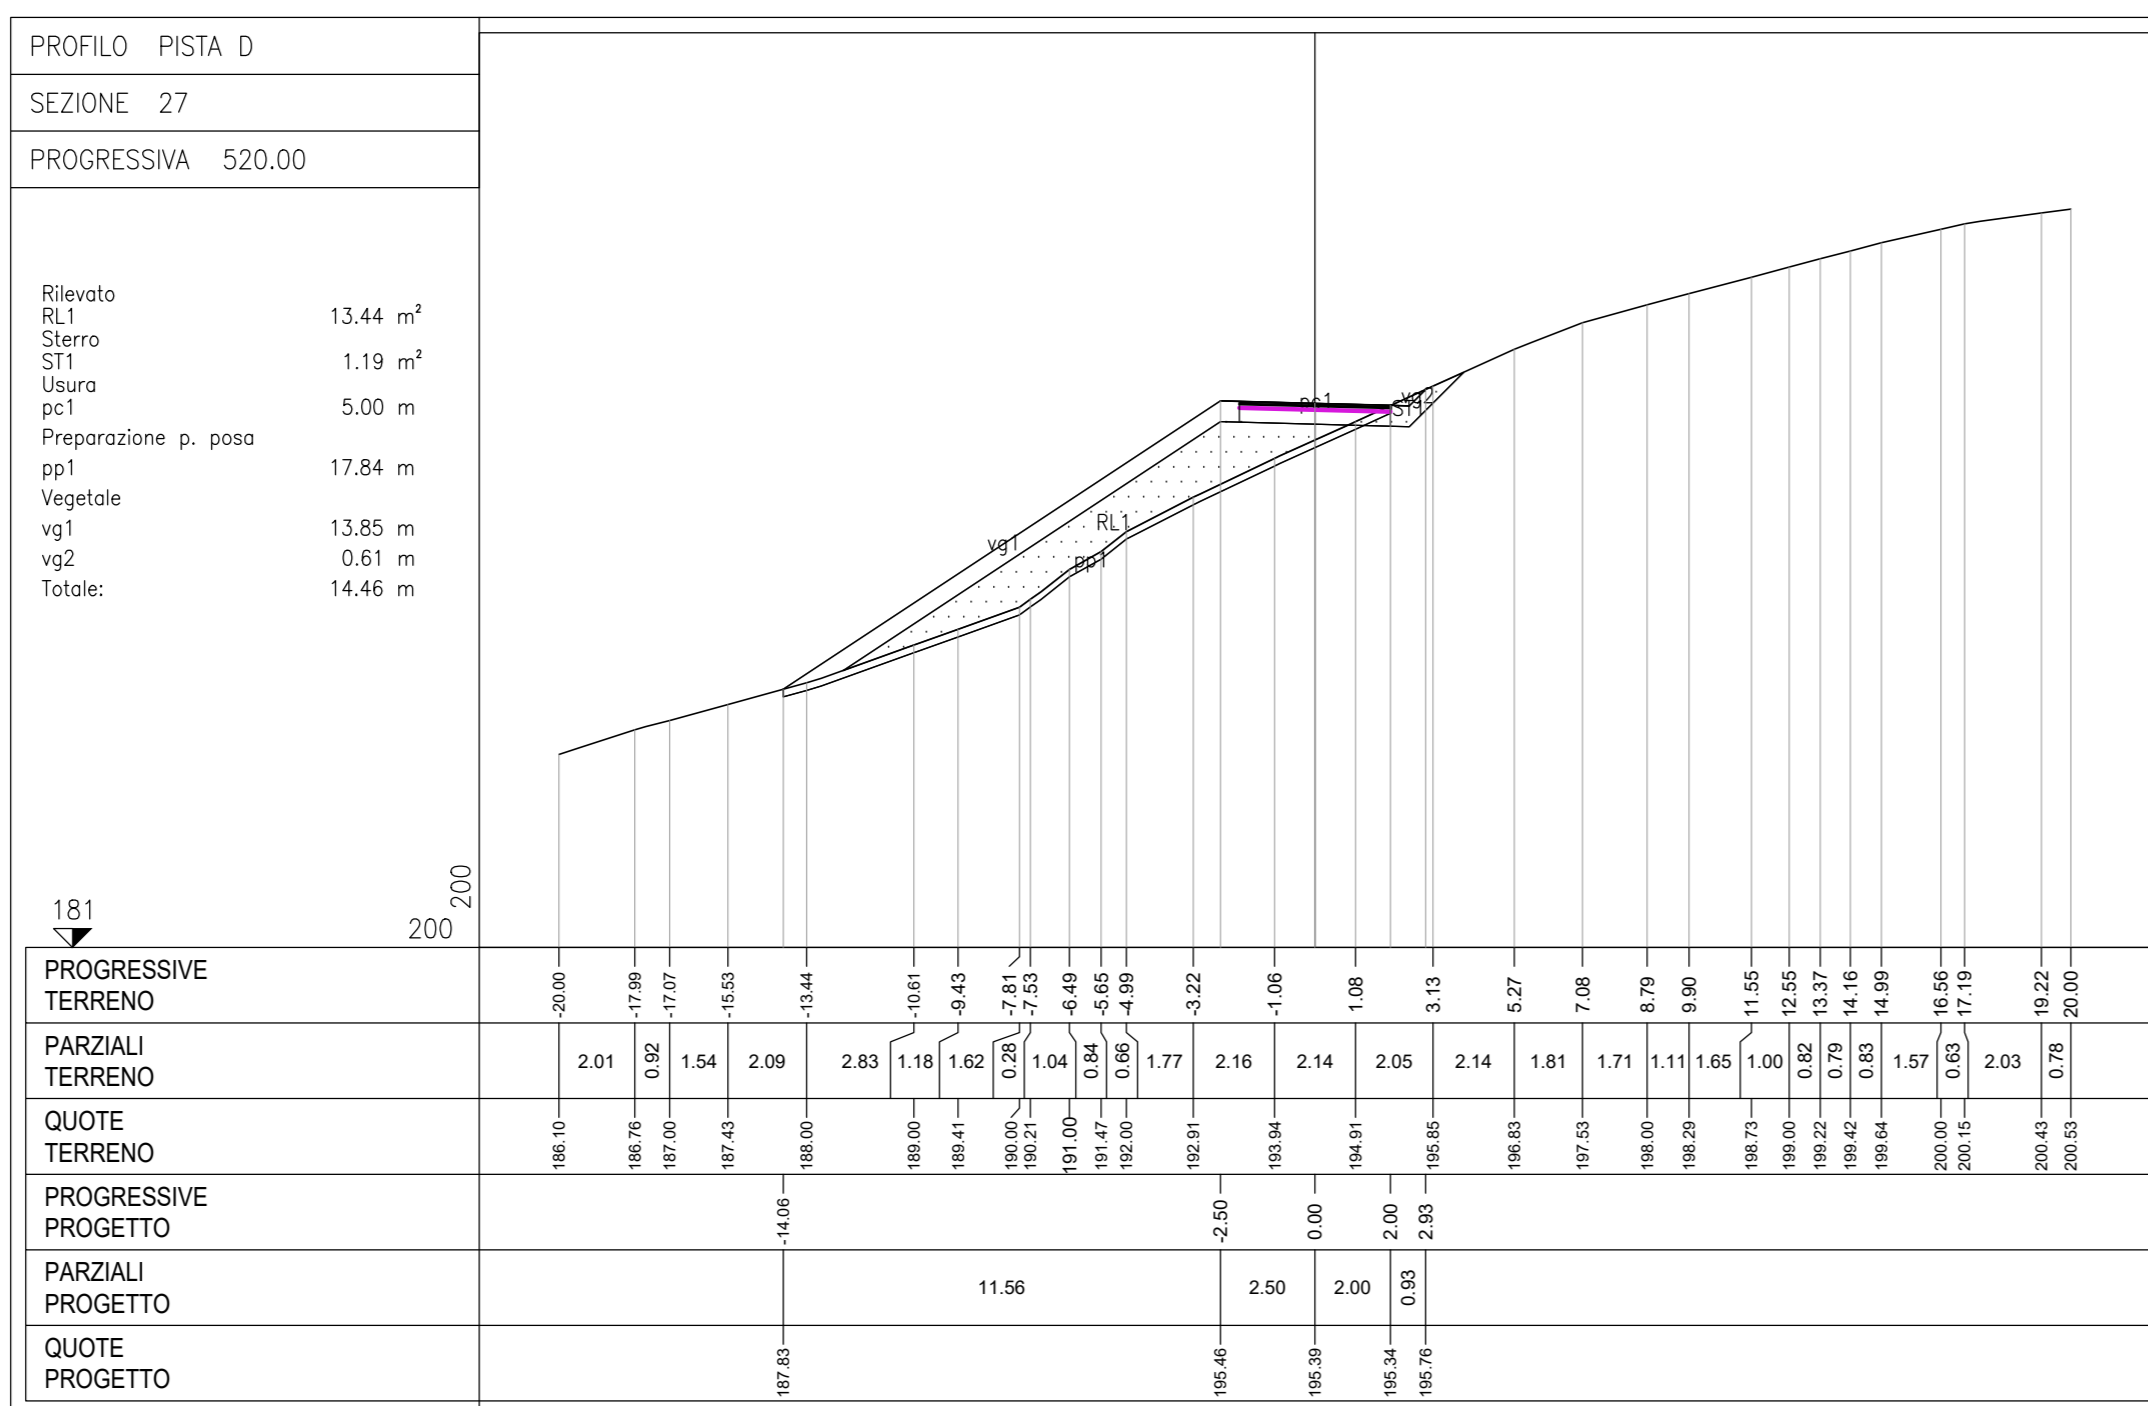 PROFILO PISTA D
SEZIONE 27
PROGRESSIVA 520.00
Rilevato
RL1 13.44 m²
Sterro
ST1 1.19 m²
Usura
pc1 5.00 m
Preparazione p. posa
pp1 17.84 m
Vegetale
vg1 13.85 m
vg2 0.61 m
Totale: 14.46 m
pc1
vg2
ST1
RL1
vg1
pp1
181
200
200
PROGRESSIVE
TERRENO
-20.00 -17.99 -17.07 -15.53 -13.44 -10.61 -9.43 -7.81 -7.53 -6.49 -5.65 -4.99 -3.22 -1.06 1.08 3.13 5.27 7.08 8.79 9.90 11.55 12.55 13.37 14.16 14.99 16.56 17.19 19.22 20.00
PARZIALI
TERRENO
2.01 0.92 1.54 2.09 2.83 1.18 1.62 0.28 1.04 0.84 0.66 1.77 2.16 2.14 2.05 2.14 1.81 1.71 1.11 1.65 1.00 0.82 0.79 0.83 1.57 0.63 2.03 0.78
QUOTE
TERRENO
186.10 186.76 187.00 187.43 188.00 189.00 189.41 190.00 190.21 191.00 191.47 192.00 192.91 193.94 194.91 195.85 196.83 197.53 198.00 198.29 198.73 199.00 199.22 199.42 199.64 200.00 200.15 200.43 200.53
PROGRESSIVE
PROGETTO
-14.06 -2.50 0.00 2.00 2.93
PARZIALI
PROGETTO
11.56 2.50 2.00 0.93
QUOTE
PROGETTO
187.83 195.46 195.39 195.34 195.76